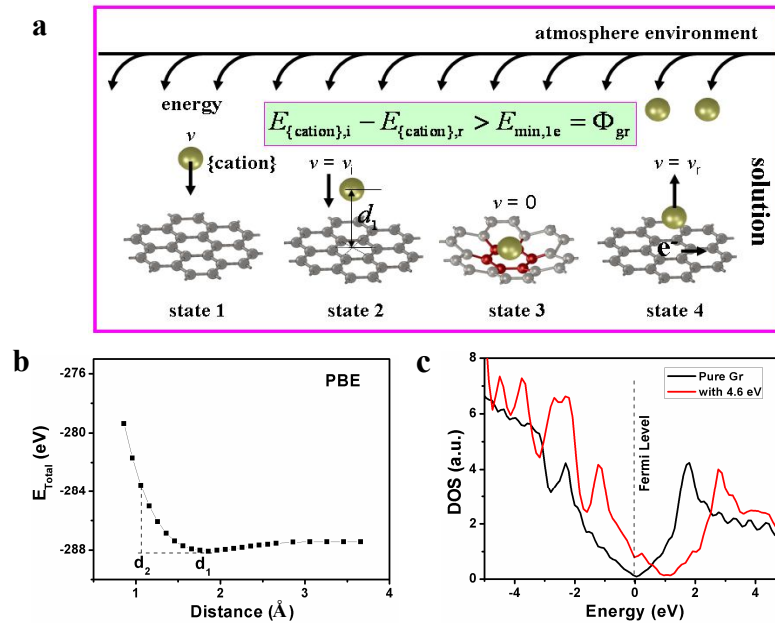 a
atmosphere environment
energy
E{cation},i − E{cation},r > Emin,1e = Φgr
v
{cation}
v = vi
d1
v = 0
v = vr
e-
solution
state 1
state 2
state 3
state 4
b
PBE
-276
-280
-284
-288
ETotal (eV)
d2
d1
0
1
2
3
4
Distance (Å)
c
Pure Gr
with 4.6 eV
Fermi Level
8
6
4
2
0
DOS (a.u.)
-4
-2
0
2
4
Energy (eV)